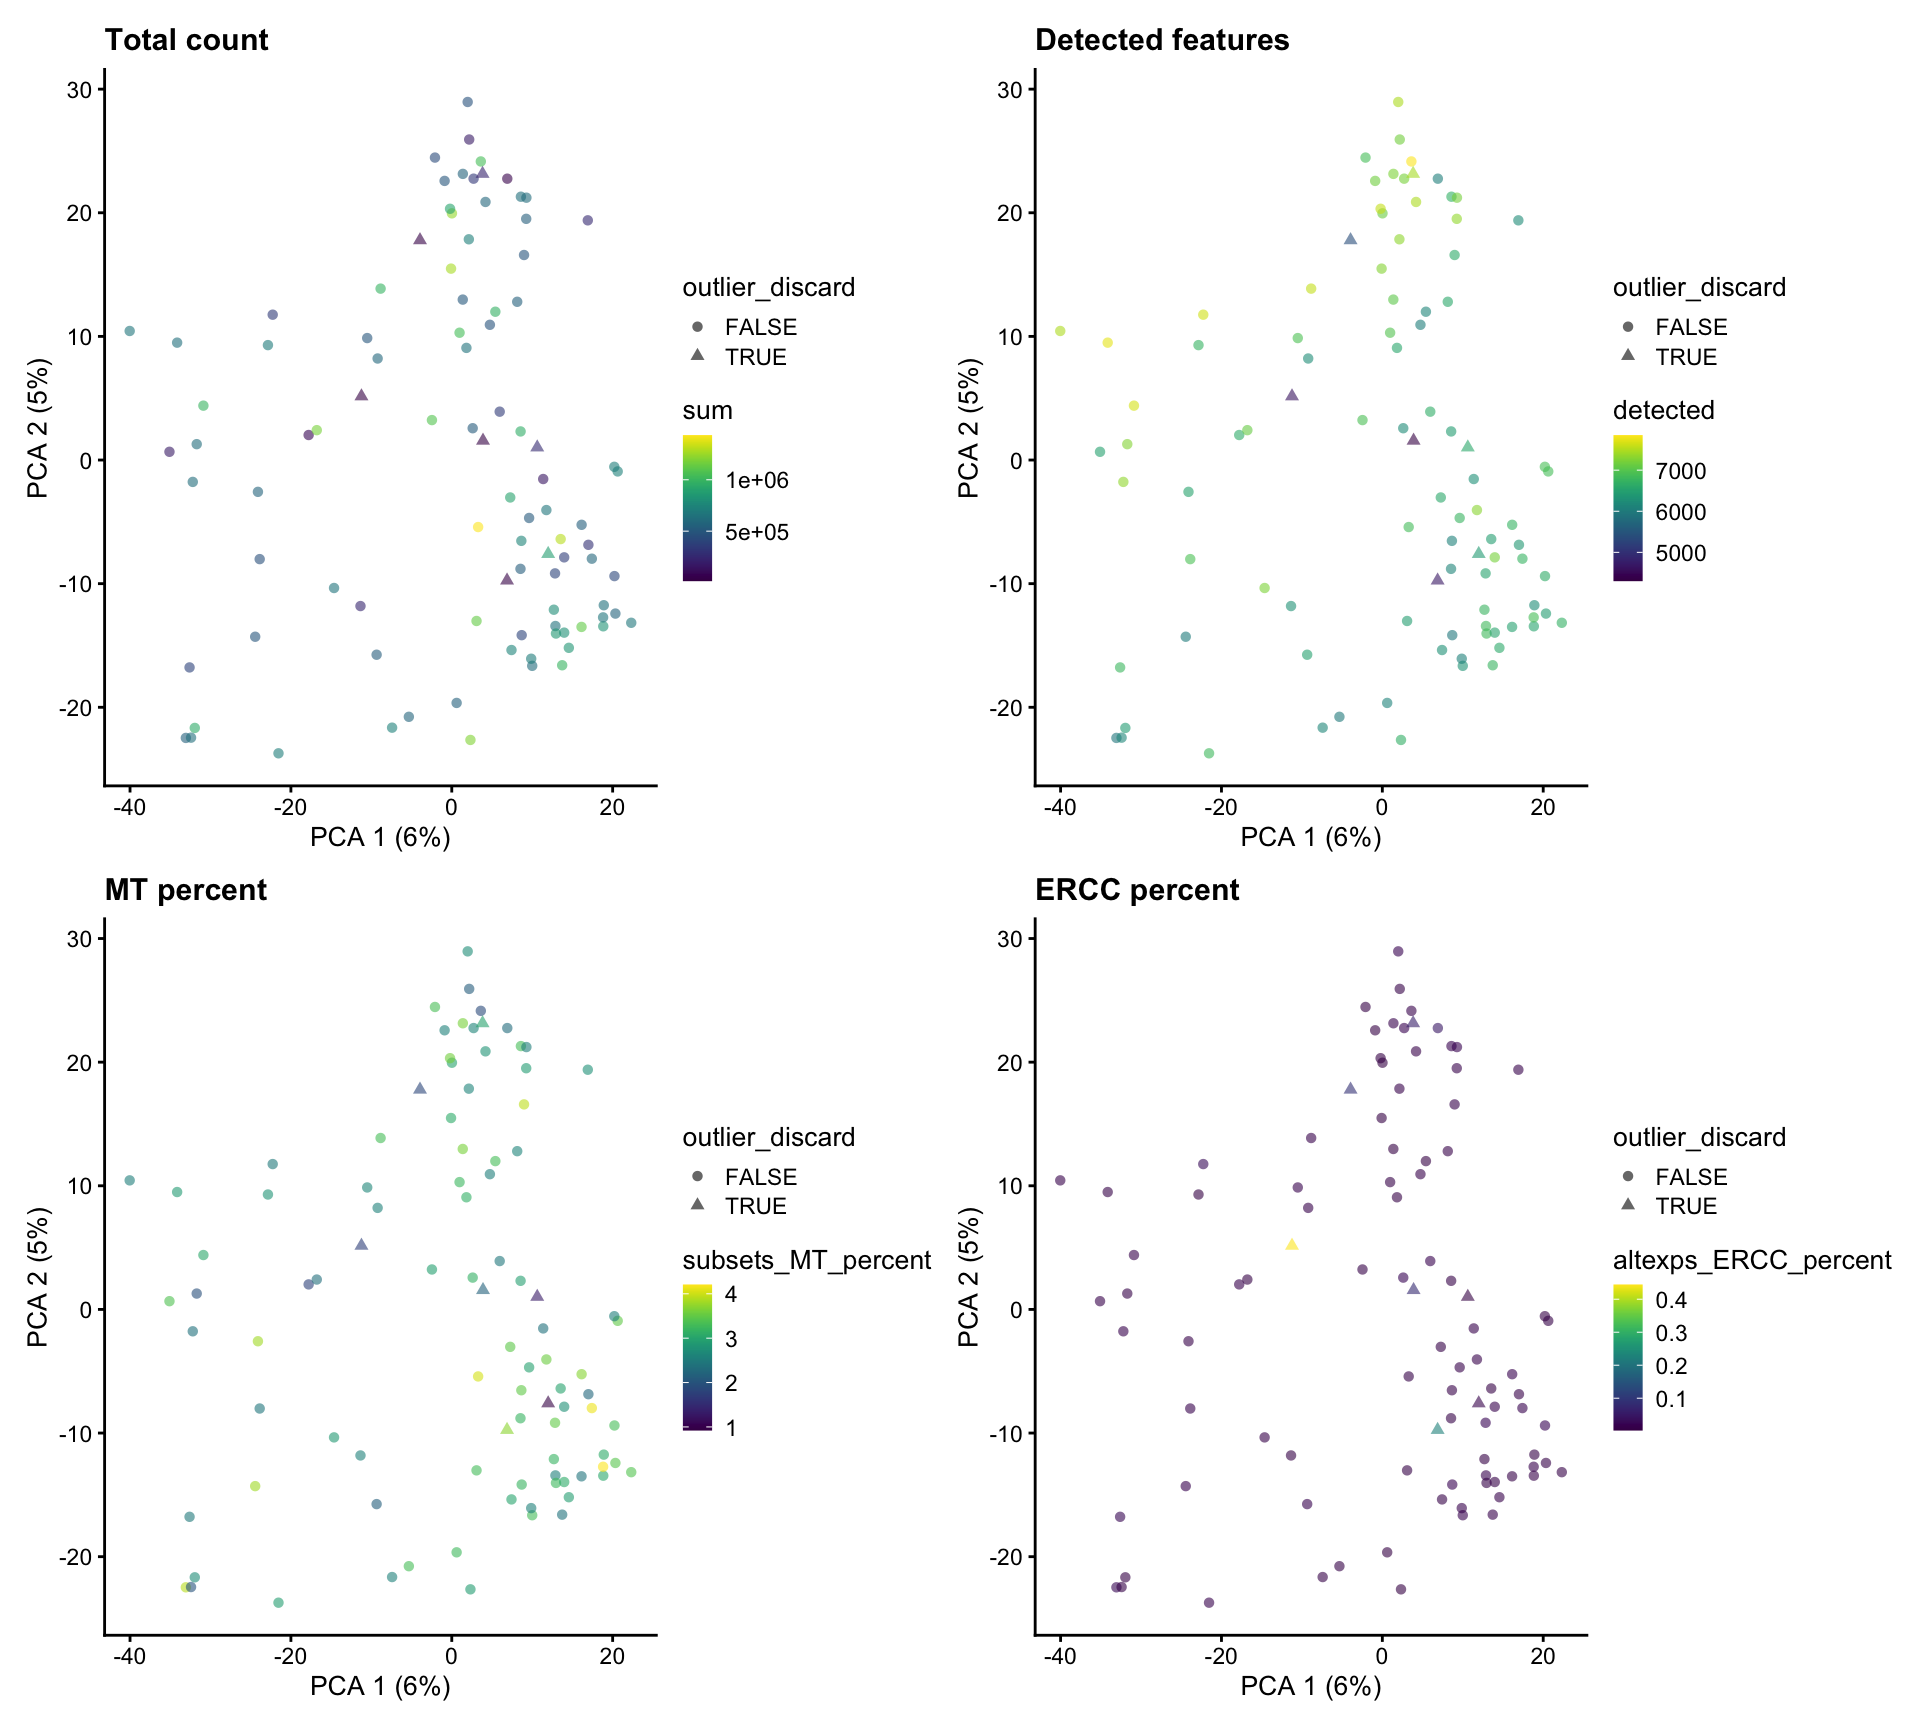 Total count
30
20
10
0
-10
-20
PCA 2 (5%)
-40
-20
0
20
PCA 1 (6%)
outlier_discard
FALSE
TRUE
sum
1e+06
5e+05
Detected features
30
20
10
0
-10
-20
PCA 2 (5%)
-40
-20
0
20
PCA 1 (6%)
outlier_discard
FALSE
TRUE
detected
7000
6000
5000
MT percent
30
20
10
0
-10
-20
PCA 2 (5%)
-40
-20
0
20
PCA 1 (6%)
outlier_discard
FALSE
TRUE
subsets_MT_percent
4
3
2
1
ERCC percent
30
20
10
0
-10
-20
PCA 2 (5%)
-40
-20
0
20
PCA 1 (6%)
outlier_discard
FALSE
TRUE
altexps_ERCC_percent
0.4
0.3
0.2
0.1